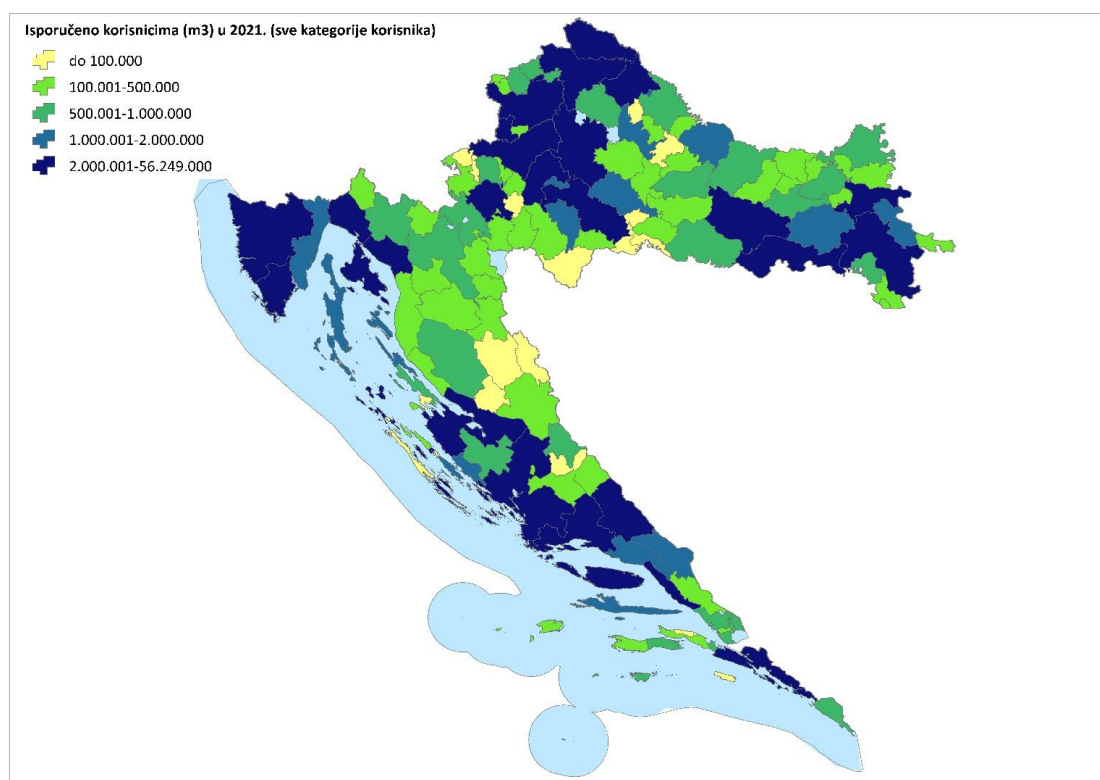 Isporučeno korisnicima (m3) u 2021. (sve kategorije korisnika)
do 100.000
100.001-500.000
500.001-1.000.000
1.000.001-2.000.000
2.000.001-56.249.000